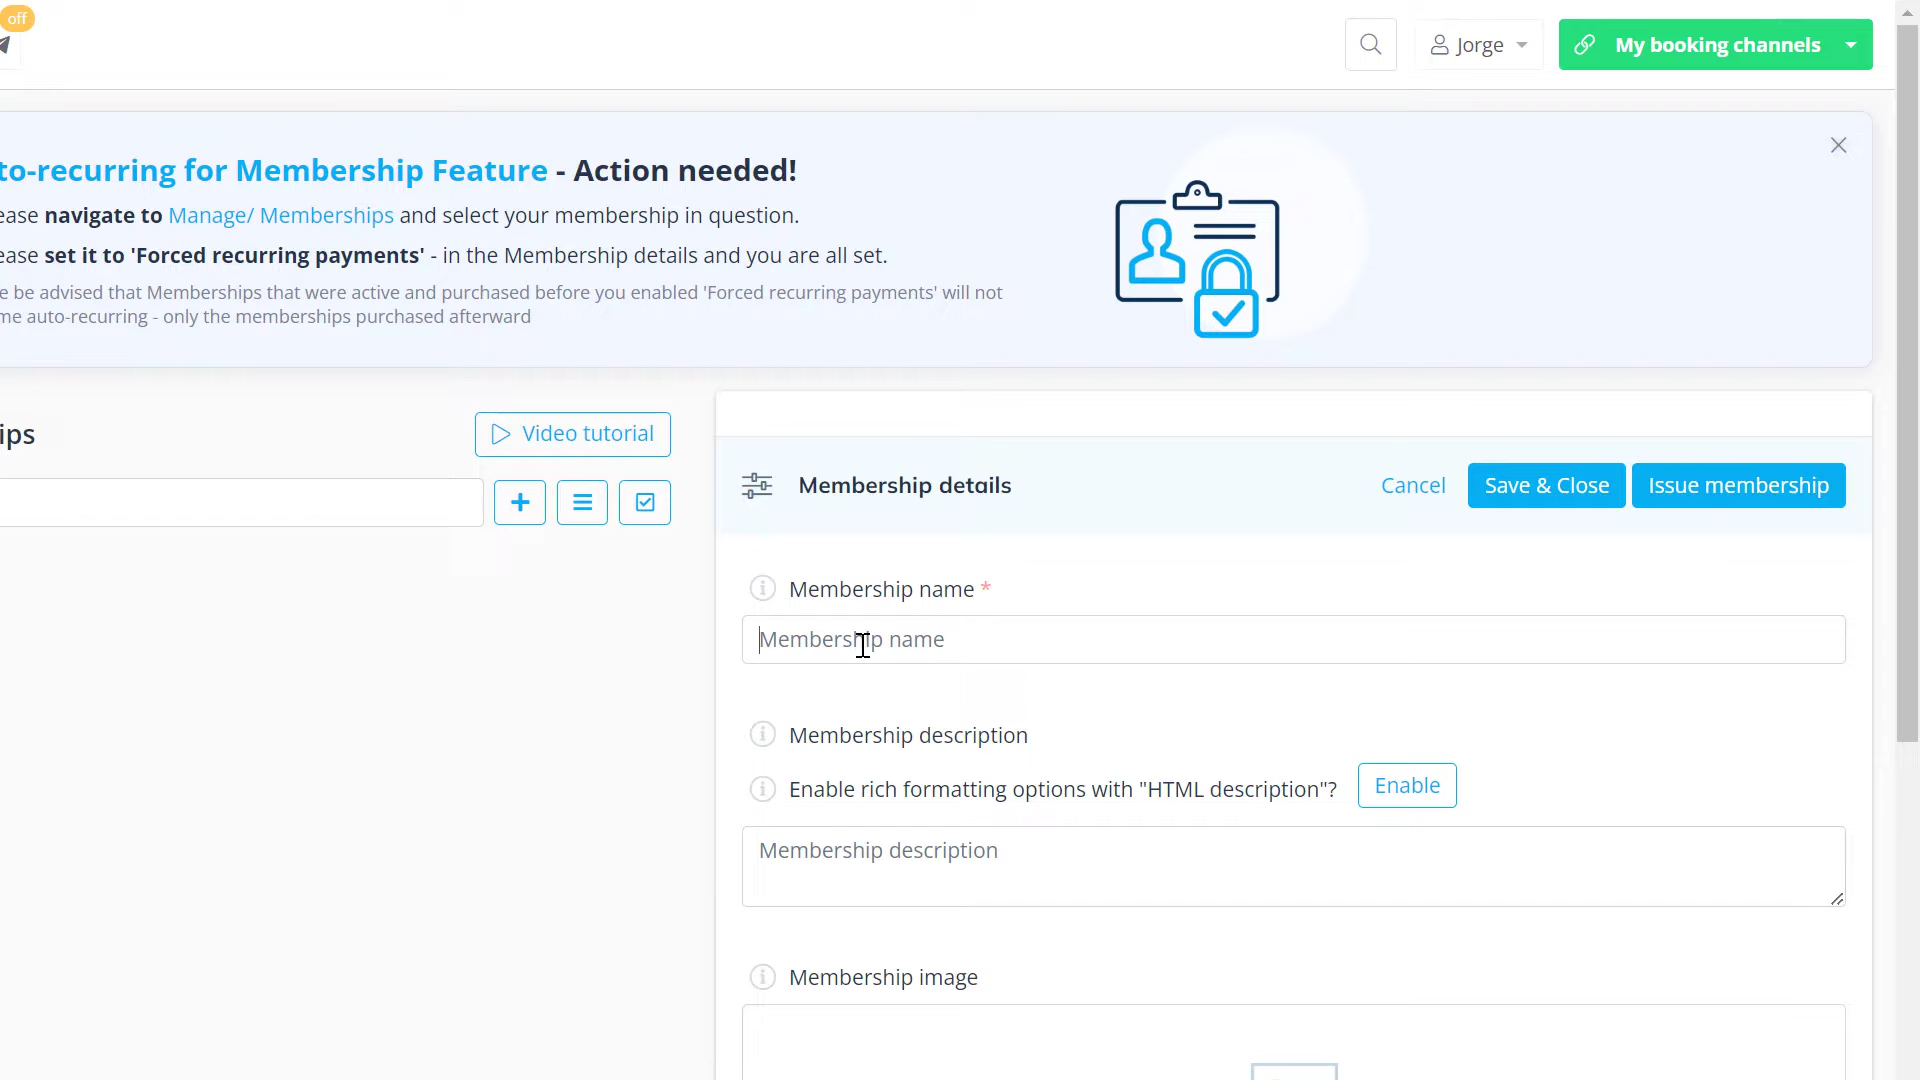 off
Jorge
My booking channels
to-recurring for Membership Feature - Action needed!
ease navigate to Manage/ Memberships and select your membership in question.
ease set it to 'Forced recurring payments' - in the Membership details and you are all set.
e be advised that Memberships that were active and purchased before you enabled 'Forced recurring payments' will not
me auto-recurring - only the memberships purchased afterward
ips
Video tutorial
Membership details
Cancel
Save & Close
Issue membership
Membership name *
Membership name
Membership description
Enable rich formatting options with "HTML description"?
Enable
Membership description
Membership image